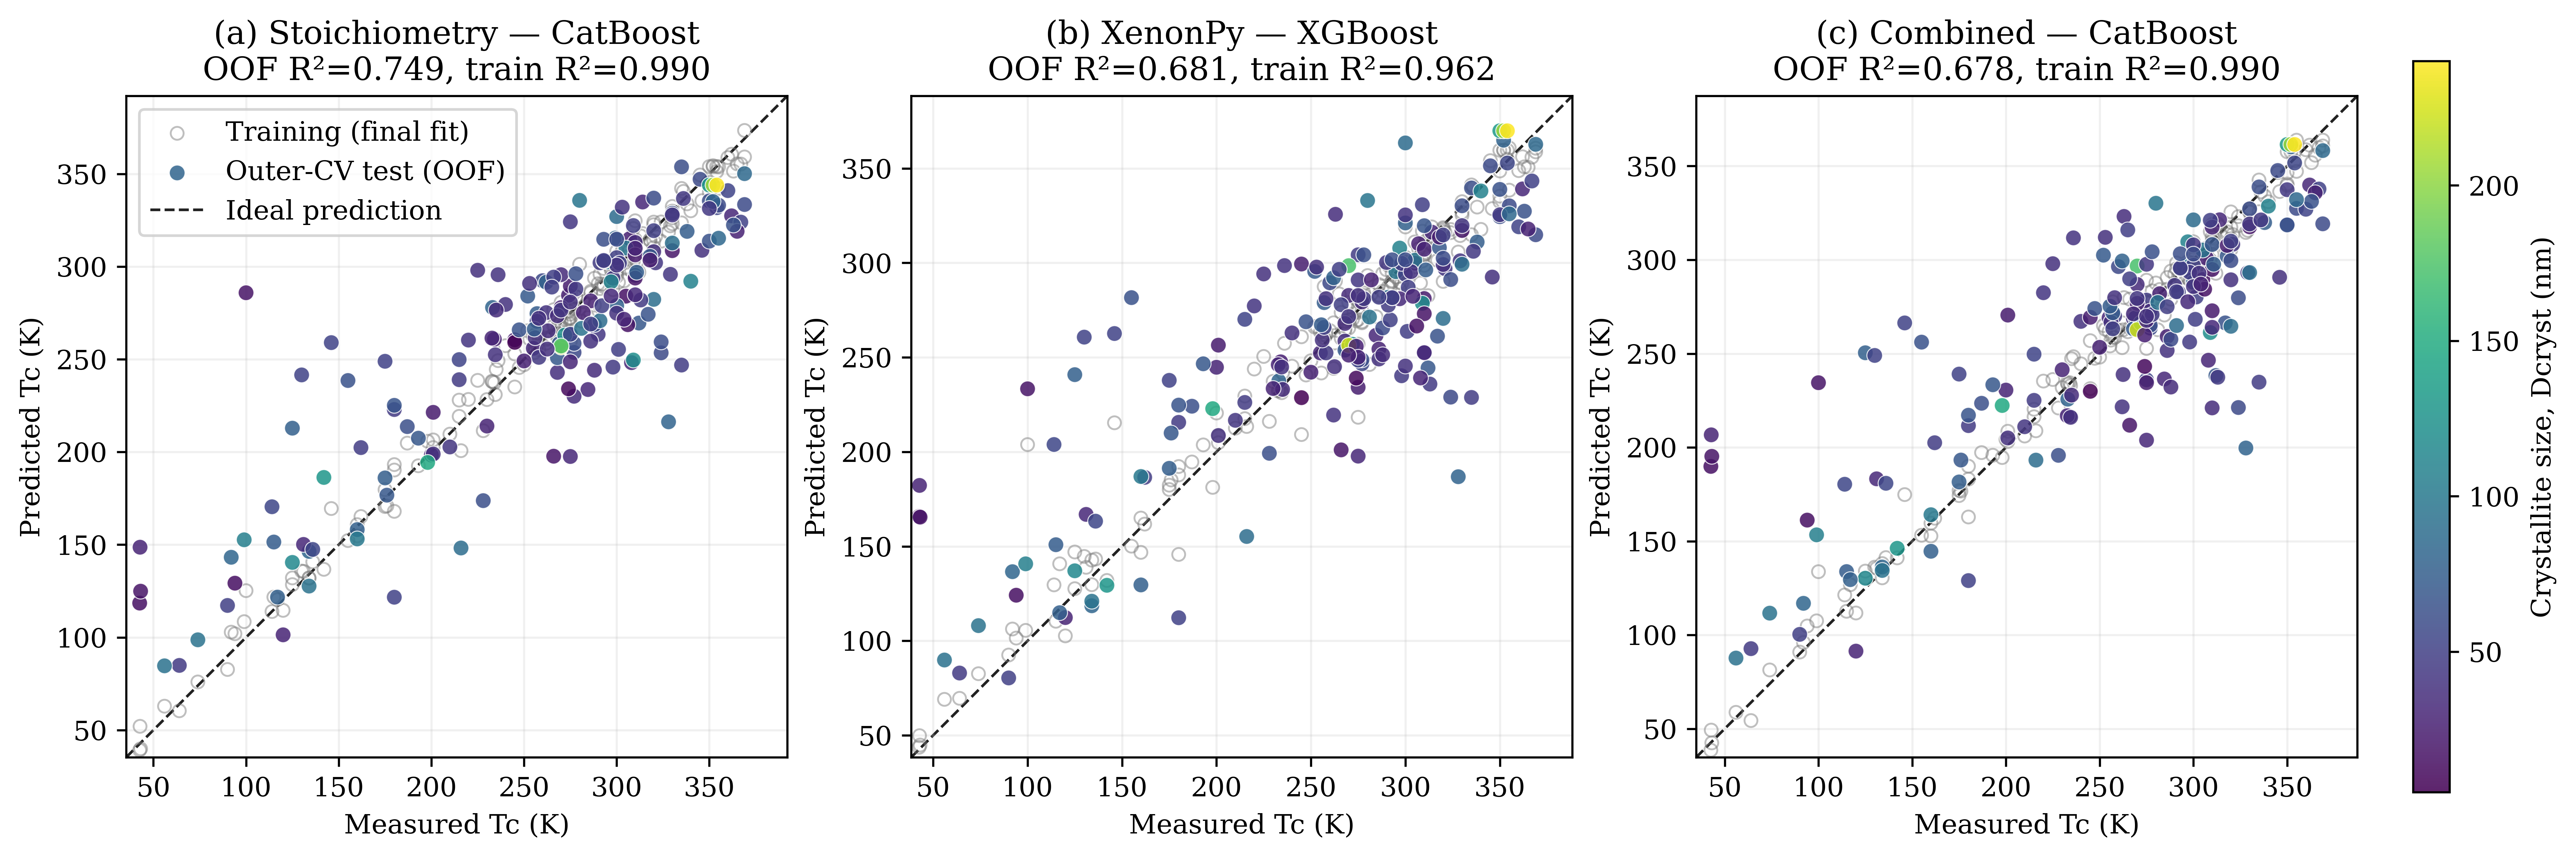 (a) Stoichiometry — CatBoost
OOF R²=0.749, train R²=0.990
Training (final fit)
Outer-CV test (OOF)
Ideal prediction
Predicted Tc (K)
350
300
250
200
150
100
50
50 100 150 200 250 300 350
Measured Tc (K)
(b) XenonPy — XGBoost
OOF R²=0.681, train R²=0.962
Predicted Tc (K)
350
300
250
200
150
100
50
50 100 150 200 250 300 350
Measured Tc (K)
(c) Combined — CatBoost
OOF R²=0.678, train R²=0.990
Predicted Tc (K)
350
300
250
200
150
100
50
50 100 150 200 250 300 350
Measured Tc (K)
200
150
100
50
Crystallite size, Dcryst (nm)